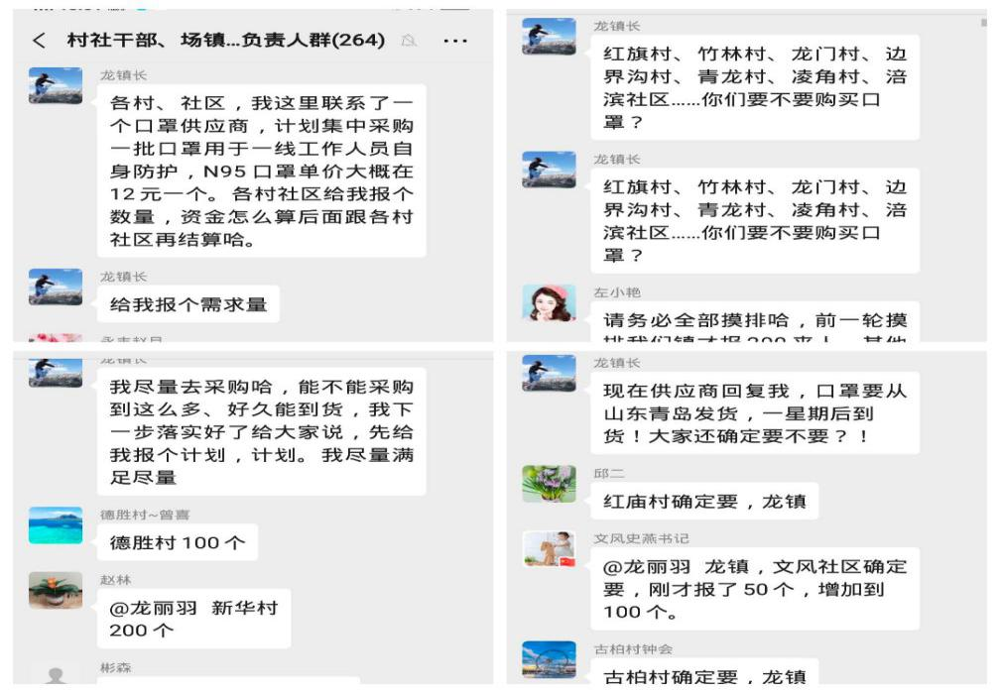 村社干部、场镇...负责人群(264)
龙镇长
各村、社区，我这里联系了一
个口罩供应商，计划集中采购
一批口罩用于一线工作人员自
身防护，N95 口罩单价大概在
12 元一个。各村社区给我报个
数量，资金怎么算后面跟各村
社区再结算哈。
龙镇长
给我报个需求量
龙镇长
红旗村、竹林村、龙门村、边
界沟村、青龙村、凌角村、涪
滨社区......你们要不要购买口
罩？
龙镇长
红旗村、竹林村、龙门村、边
界沟村、青龙村、凌角村、涪
滨社区......你们要不要购买口
罩？
左小艳
请务必全部摸排哈，前一轮摸
排我们镇才报 200 来人，其他
龙镇长
我尽量去采购哈，能不能采购
到这么多、好久能到货，我下
一步落实好了给大家说，先给
我报个计划，计划。我尽量满
足尽量
德胜村~曾喜
德胜村 100 个
赵林
@龙丽羽 新华村
200 个
彬森
龙镇长
现在供应商回复我，口罩要从
山东青岛发货，一星期后到
货！大家还确定要不要？！
邱二
红庙村确定要，龙镇
文风史燕书记
@龙丽羽 龙镇，文风社区确定
要，刚才报了 50 个，增加到
100 个。
古柏村钟会
古柏村确定要，龙镇